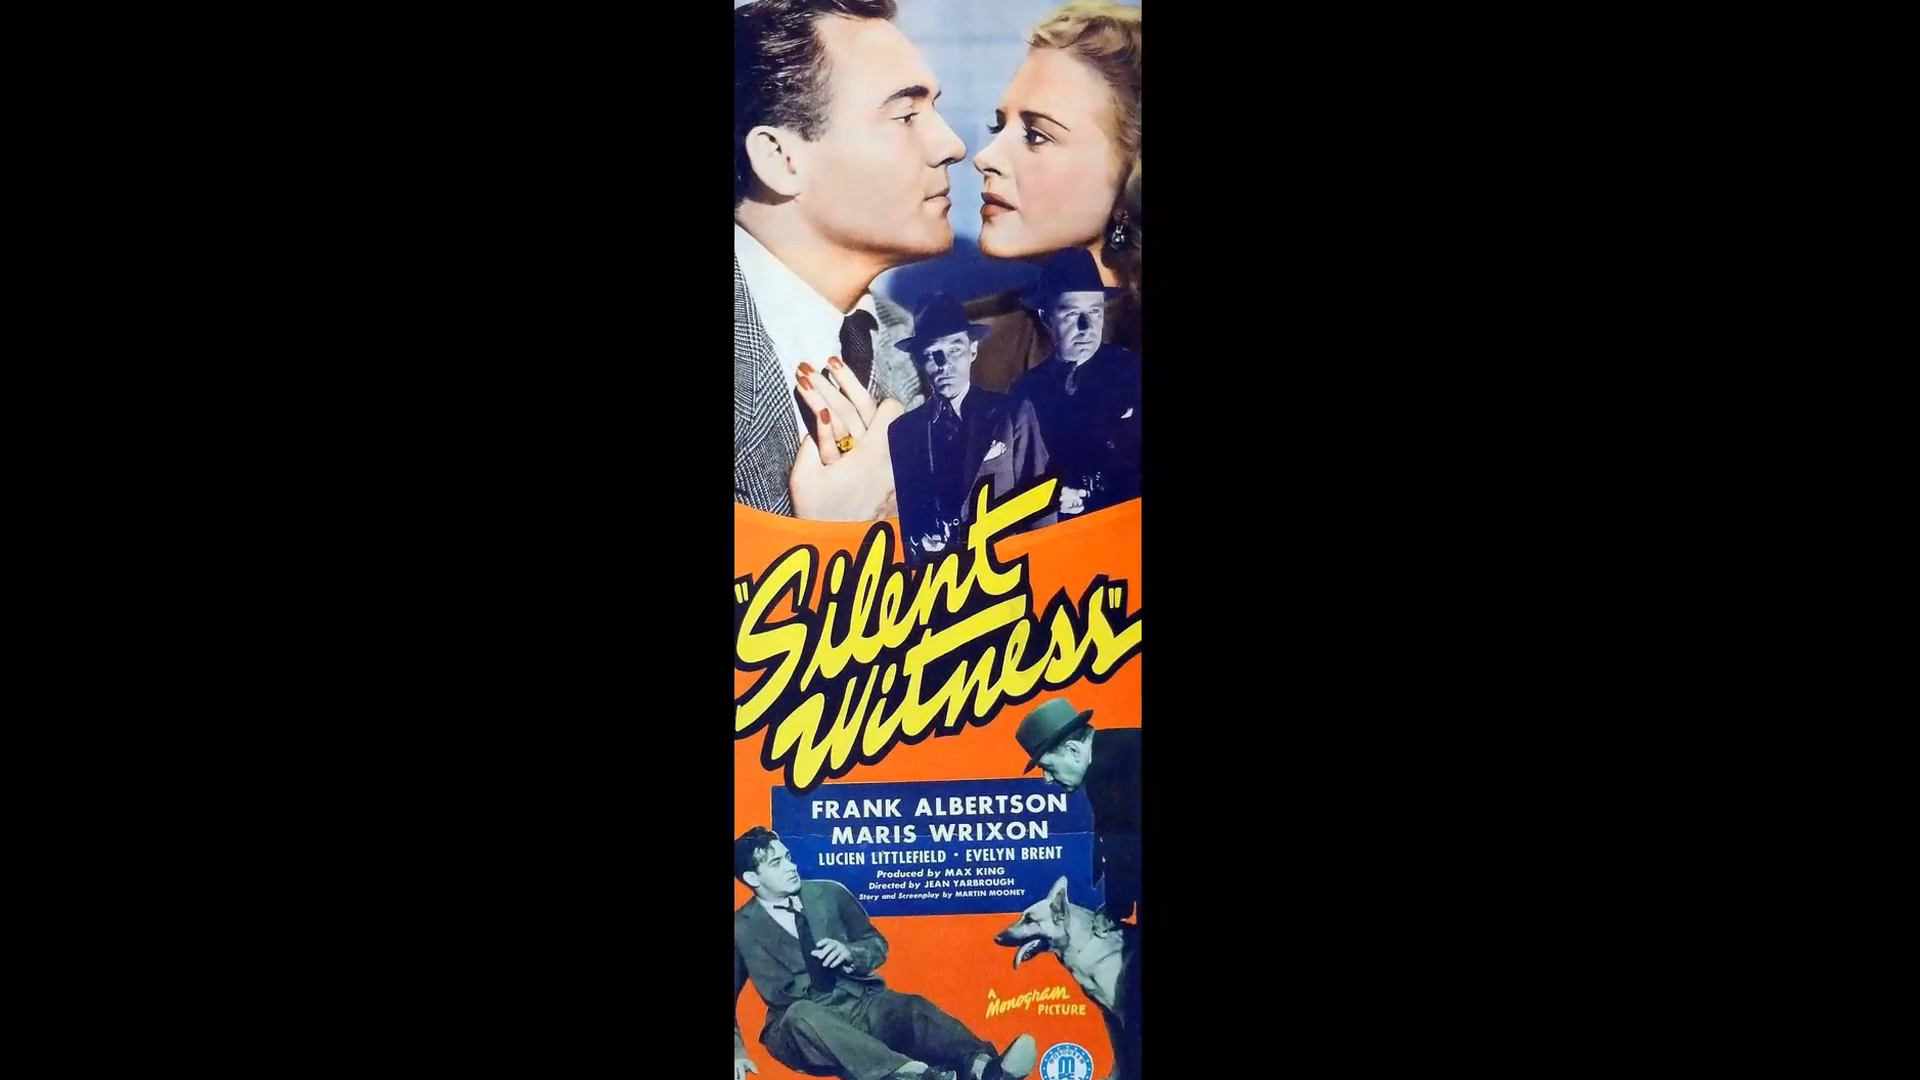 "Silent
Witness"
FRANK ALBERTSON
MARIS WRIXON
LUCIEN LITTLEFIELD • EVELYN BRENT
Produced by MAX KING
Directed by JEAN YARBROUGH
Story and Screenplay by MARTIN MOONEY
A
Monogram
PICTURE